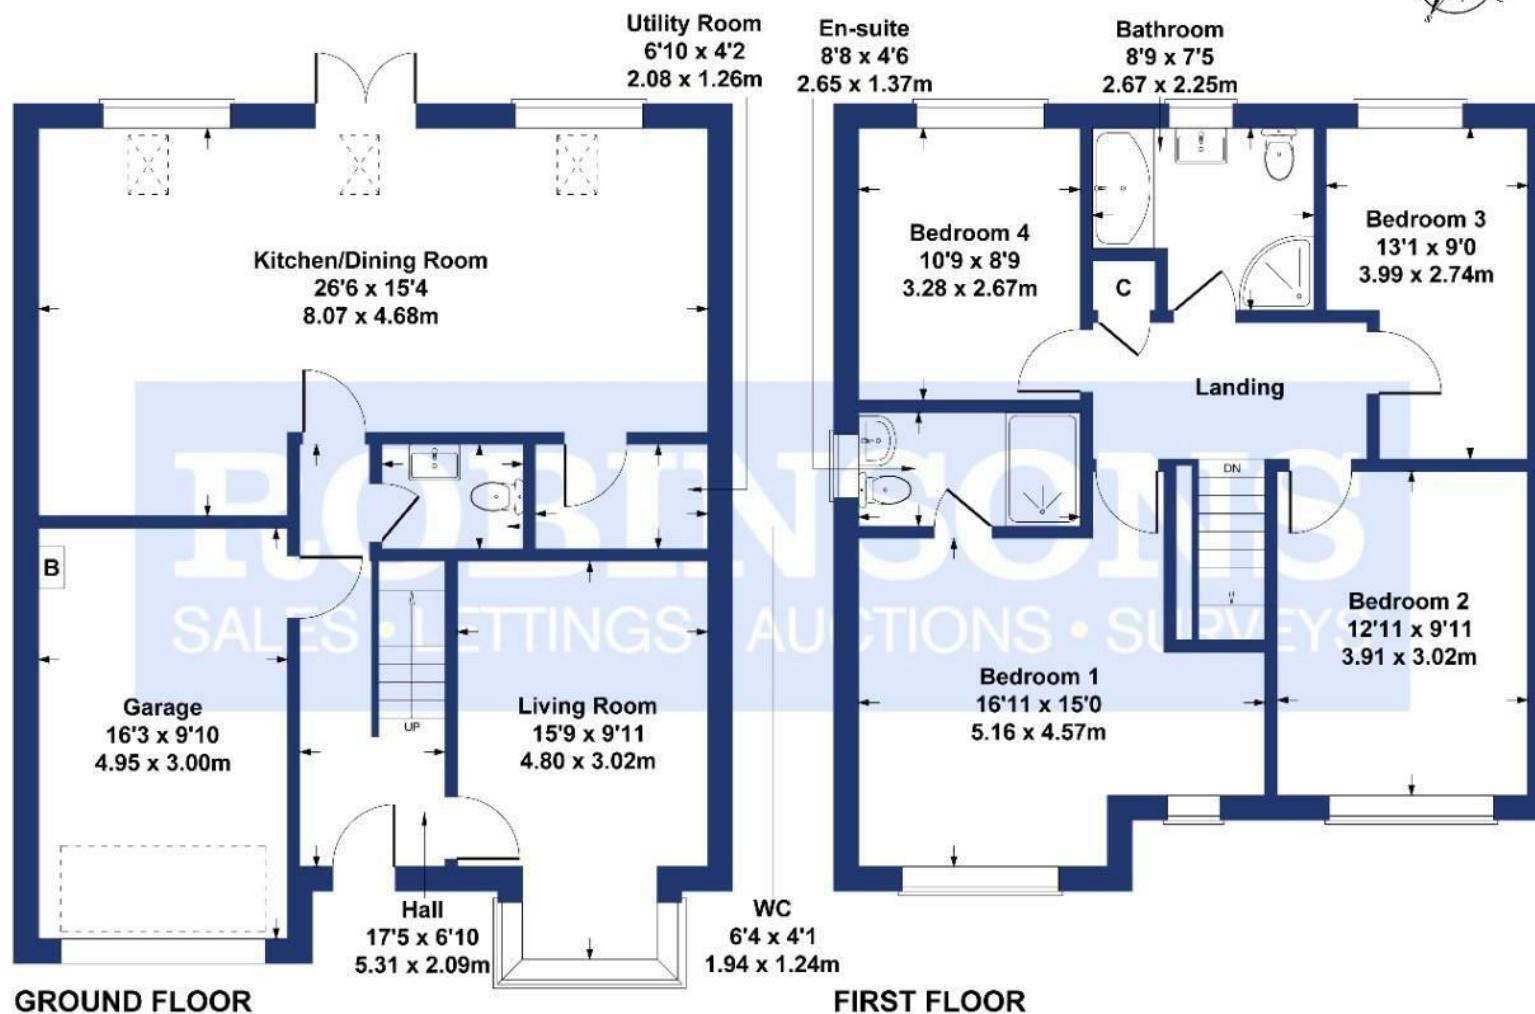 Utility Room
6'10 x 4'2
2.08 x 1.26m
En-suite
8'8 x 4'6
2.65 x 1.37m
Bathroom
8'9 x 7'5
2.67 x 2.25m
S
Kitchen/Dining Room
26'6 x 15'4
8.07 x 4.68m
Bedroom 4
10'9 x 8'9
3.28 x 2.67m
C
Bedroom 3
13'1 x 9'0
3.99 x 2.74m
Landing
DN
ROBINSONS
SALES • LETTINGS • AUCTIONS • SURVEYS
B
Garage
16'3 x 9'10
4.95 x 3.00m
UP
Living Room
15'9 x 9'11
4.80 x 3.02m
Bedroom 1
16'11 x 15'0
5.16 x 4.57m
Bedroom 2
12'11 x 9'11
3.91 x 3.02m
Hall
17'5 x 6'10
5.31 x 2.09m
WC
6'4 x 4'1
1.94 x 1.24m
GROUND FLOOR
FIRST FLOOR